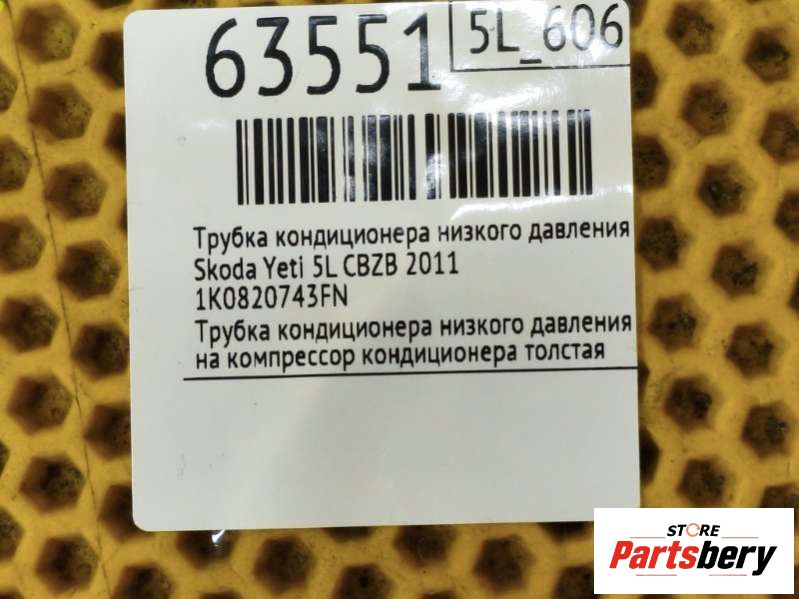 63551 5L_606
Трубка кондиционера низкого давления
Skoda Yeti 5L CBZB 2011
1K0820743FN
Трубка кондиционера низкого давления
на компрессор кондиционера толстая
STORE
Partsbery